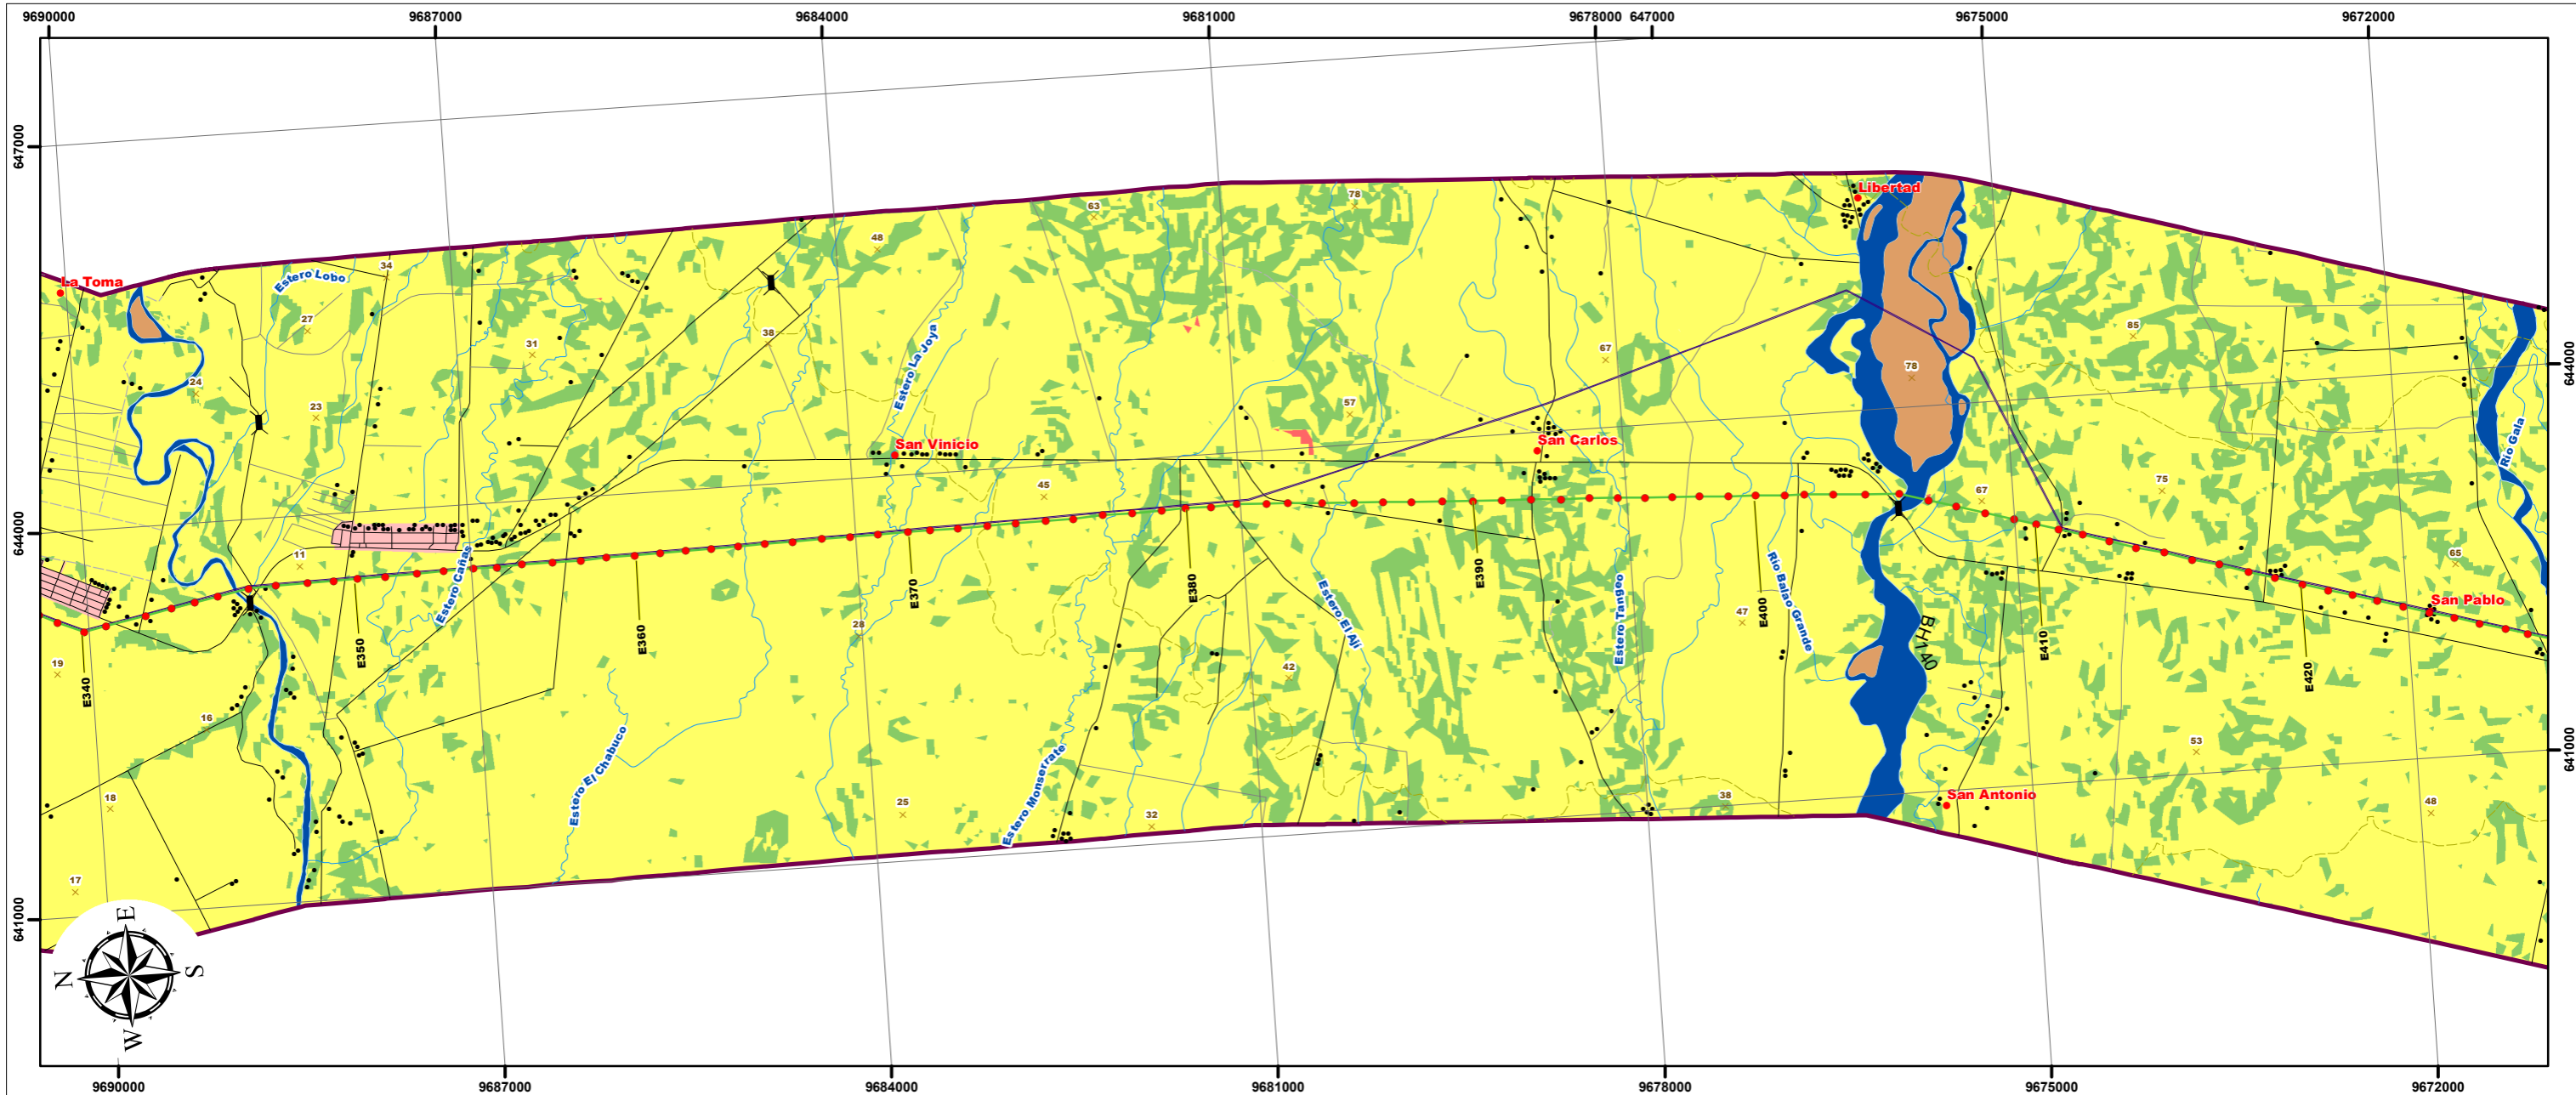 9690000 9687000 9684000 9681000 9678000 647000 9675000 9672000
647000
644000
641000
644000
641000
La Toma
Estero Lobo
34
27
24
23
31
38
48
63
78
Libertad
67
78
85
57
Estero La Joya
San Vinicio
45
San Carlos
67
75
65
Río Gala
11
Estero Cañas
19
16
18
17
28
25
32
42
47
38
53
48
E340
E350
E360
E370
E380
E390
E400
E410
E420
Estero El Chabuco
Estero Monserrate
Estero El Ají
Estero Tangeo
Río Balao Grande
BH140
San Pablo
San Antonio
N
E
S
W
9690000 9687000 9684000 9681000 9678000 9675000 9672000